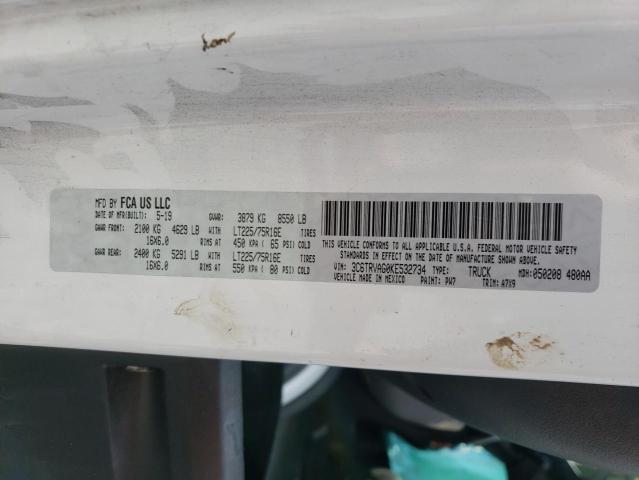 MFD BY FCA US LLC
DATE OF MFR(BUILT): 5-19 GVWR: 3879 KG 8550 LB
GAWR FRONT: 2100 KG 4629 LB WITH LT225/75R16E TIRES
16X6.0 RIMS AT 450 KPA ( 65 PSI) COLD
GAWR REAR: 2400 KG 5291 LB WITH LT225/75R16E TIRES
16X6.0 RIMS AT 550 KPA ( 80 PSI) COLD
THIS VEHICLE CONFORMS TO ALL APPLICABLE U.S.A. FEDERAL MOTOR VEHICLE SAFETY
STANDARDS IN EFFECT ON THE DATE OF MANUFACTURE SHOWN ABOVE.
VIN: 3C6TRVAG0KE532734 TYPE: TRUCK MDH: 050208 480AA
VEHICLE MADE IN MEXICO PAINT: PW7 TRIM: A7X9